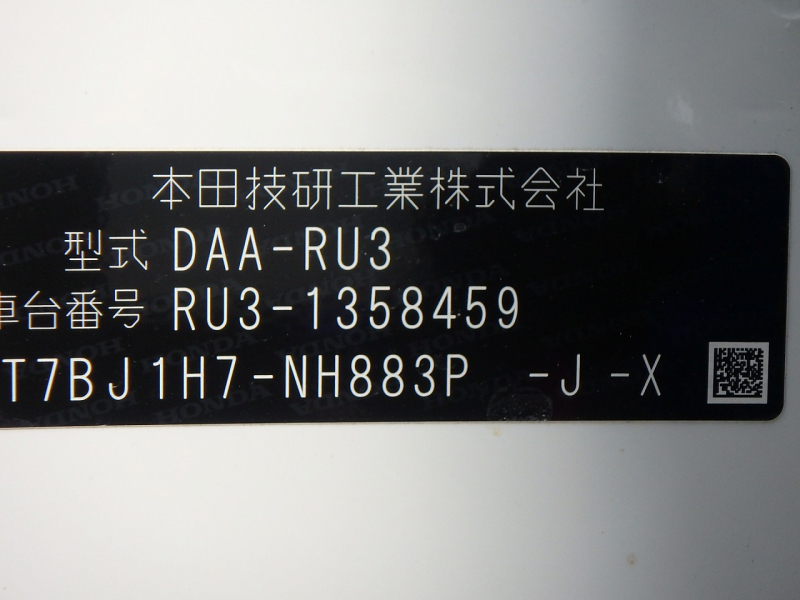 本田技研工業株式会社
型式 DAA-RU3
車台番号 RU3-1358459
T7BJ1H7-NH883P -J -X